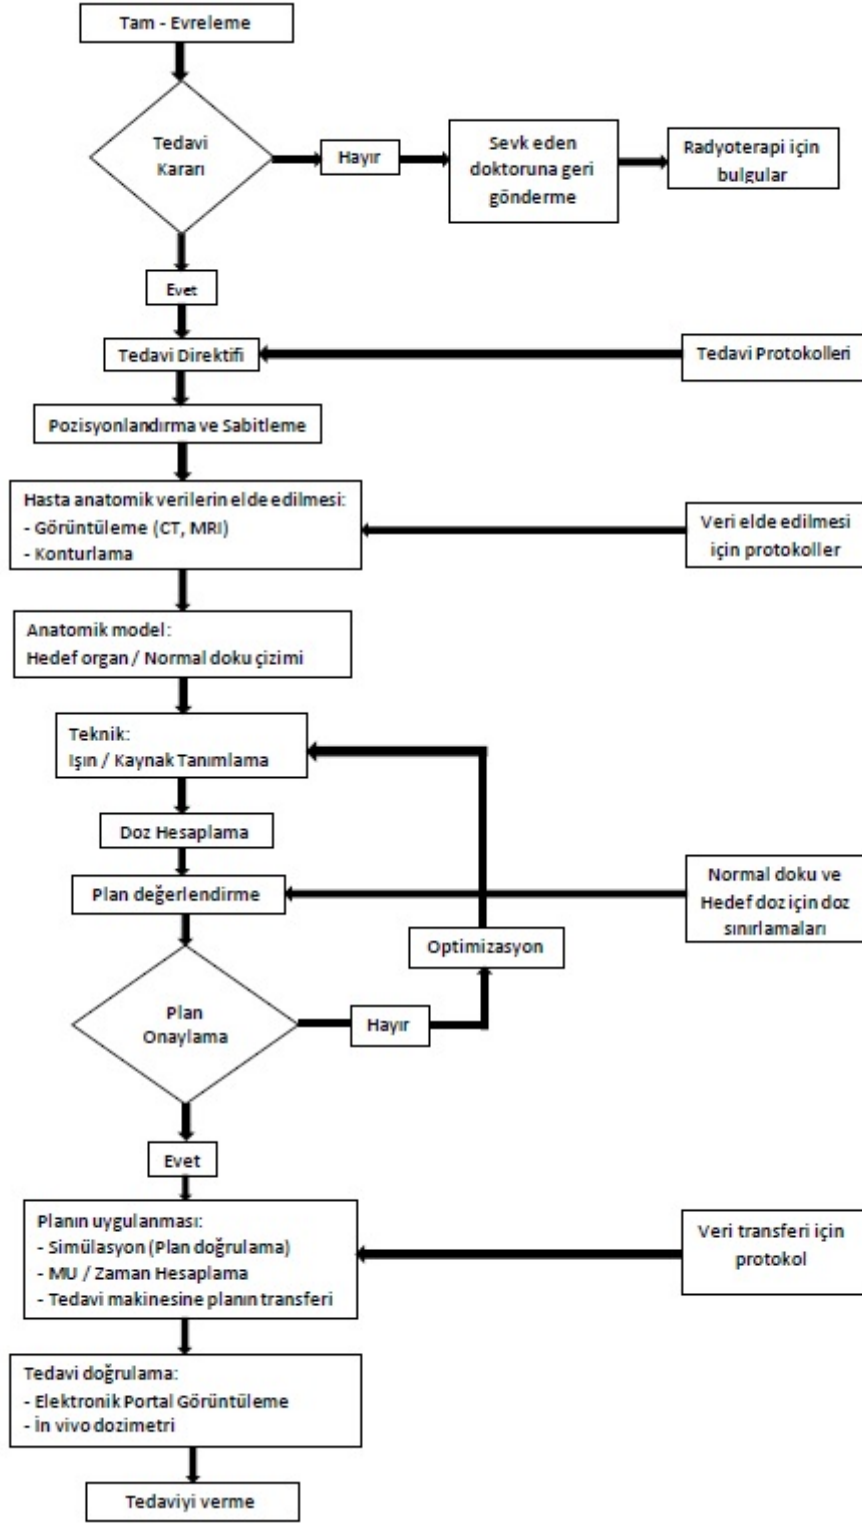 Tam - Evreleme
Tedavi
Kararı
Hayır
Sevk eden
doktoruna geri
gönderme
Radyoterapi için
bulgular
Evet
Tedavi Direktifi
Tedavi Protokolleri
Pozisyonlandırma ve Sabitleme
Hasta anatomik verilerin elde edilmesi:
- Görüntüleme (CT, MRI)
- Konturlama
Veri elde edilmesi
için protokoller
Anatomik model:
Hedef organ / Normal doku çizimi
Teknik:
Işın / Kaynak Tanımlama
Doz Hesaplama
Plan değerlendirme
Normal doku ve
Hedef doz için doz
sınırlamaları
Optimizasyon
Plan
Onaylama
Hayır
Evet
Planın uygulanması:
- Simülasyon (Plan doğrulama)
- MU / Zaman Hesaplama
- Tedavi makinesine planın transferi
Veri transferi için
protokol
Tedavi doğrulama:
- Elektronik Portal Görüntüleme
- İn vivo dozimetri
Tedaviyi verme